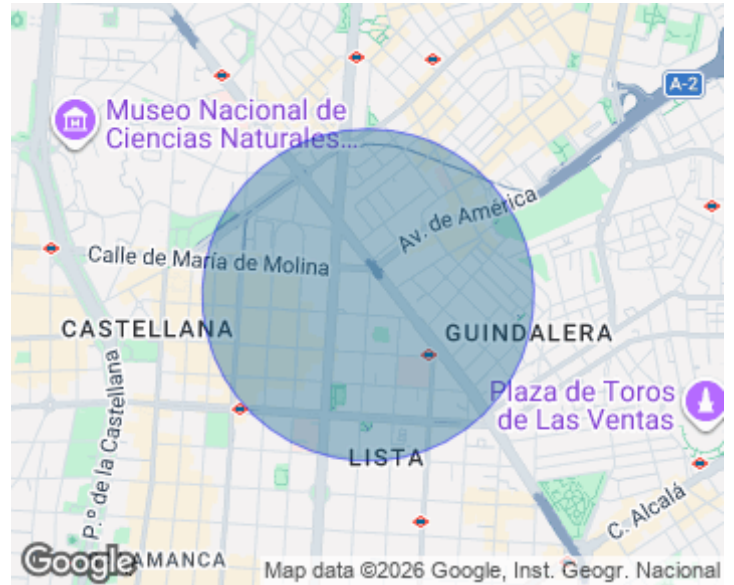 A-2
Museo Nacional de
Ciencias Naturales...
Av. de América
Calle de María de Molina
CASTELLANA
GUINDALERA
Plaza de Toros
de Las Ventas
P.º de la Castellana
LISTA
C. Alcalá
Google
AMANCA
Map data ©2026 Google, Inst. Geogr. Nacional